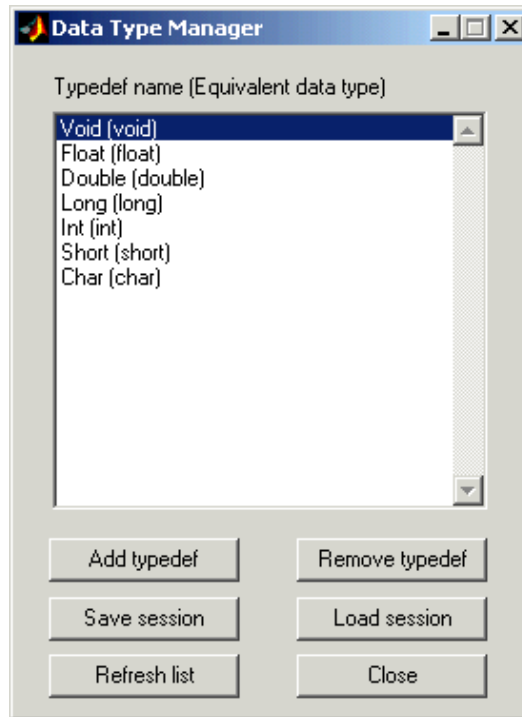 Data Type Manager
Typedef name (Equivalent data type)
Void (void)
Float (float)
Double (double)
Long (long)
Int (int)
Short (short)
Char (char)
Add typedef Remove typedef
Save session Load session
Refresh list Close